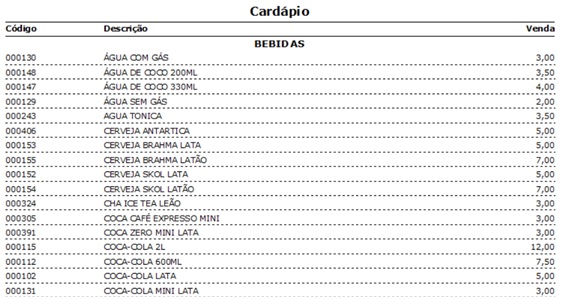 Cardápio
Código Descrição Venda
BEBIDAS
000130 ÁGUA COM GÁS 3,00
000148 ÁGUA DE COCO 200ML 3,50
000147 ÁGUA DE COCO 330ML 4,00
000129 ÁGUA SEM GÁS 2,00
000243 AGUA TONICA 3,50
000406 CERVEJA ANTARTICA 5,00
000153 CERVEJA BRAHMA LATA 5,00
000155 CERVEJA BRAHMA LATÃO 7,00
000152 CERVEJA SKOL LATA 5,00
000154 CERVEJA SKOL LATÃO 7,00
000324 CHA ICE TEA LEÃO 3,00
000305 COCA CAFÉ EXPRESSO MINI 3,00
000391 COCA ZERO MINI LATA 3,00
000115 COCA-COLA 2L 12,00
000112 COCA-COLA 600ML 7,50
000102 COCA-COLA LATA 5,00
000131 COCA-COLA MINI LATA 3,00